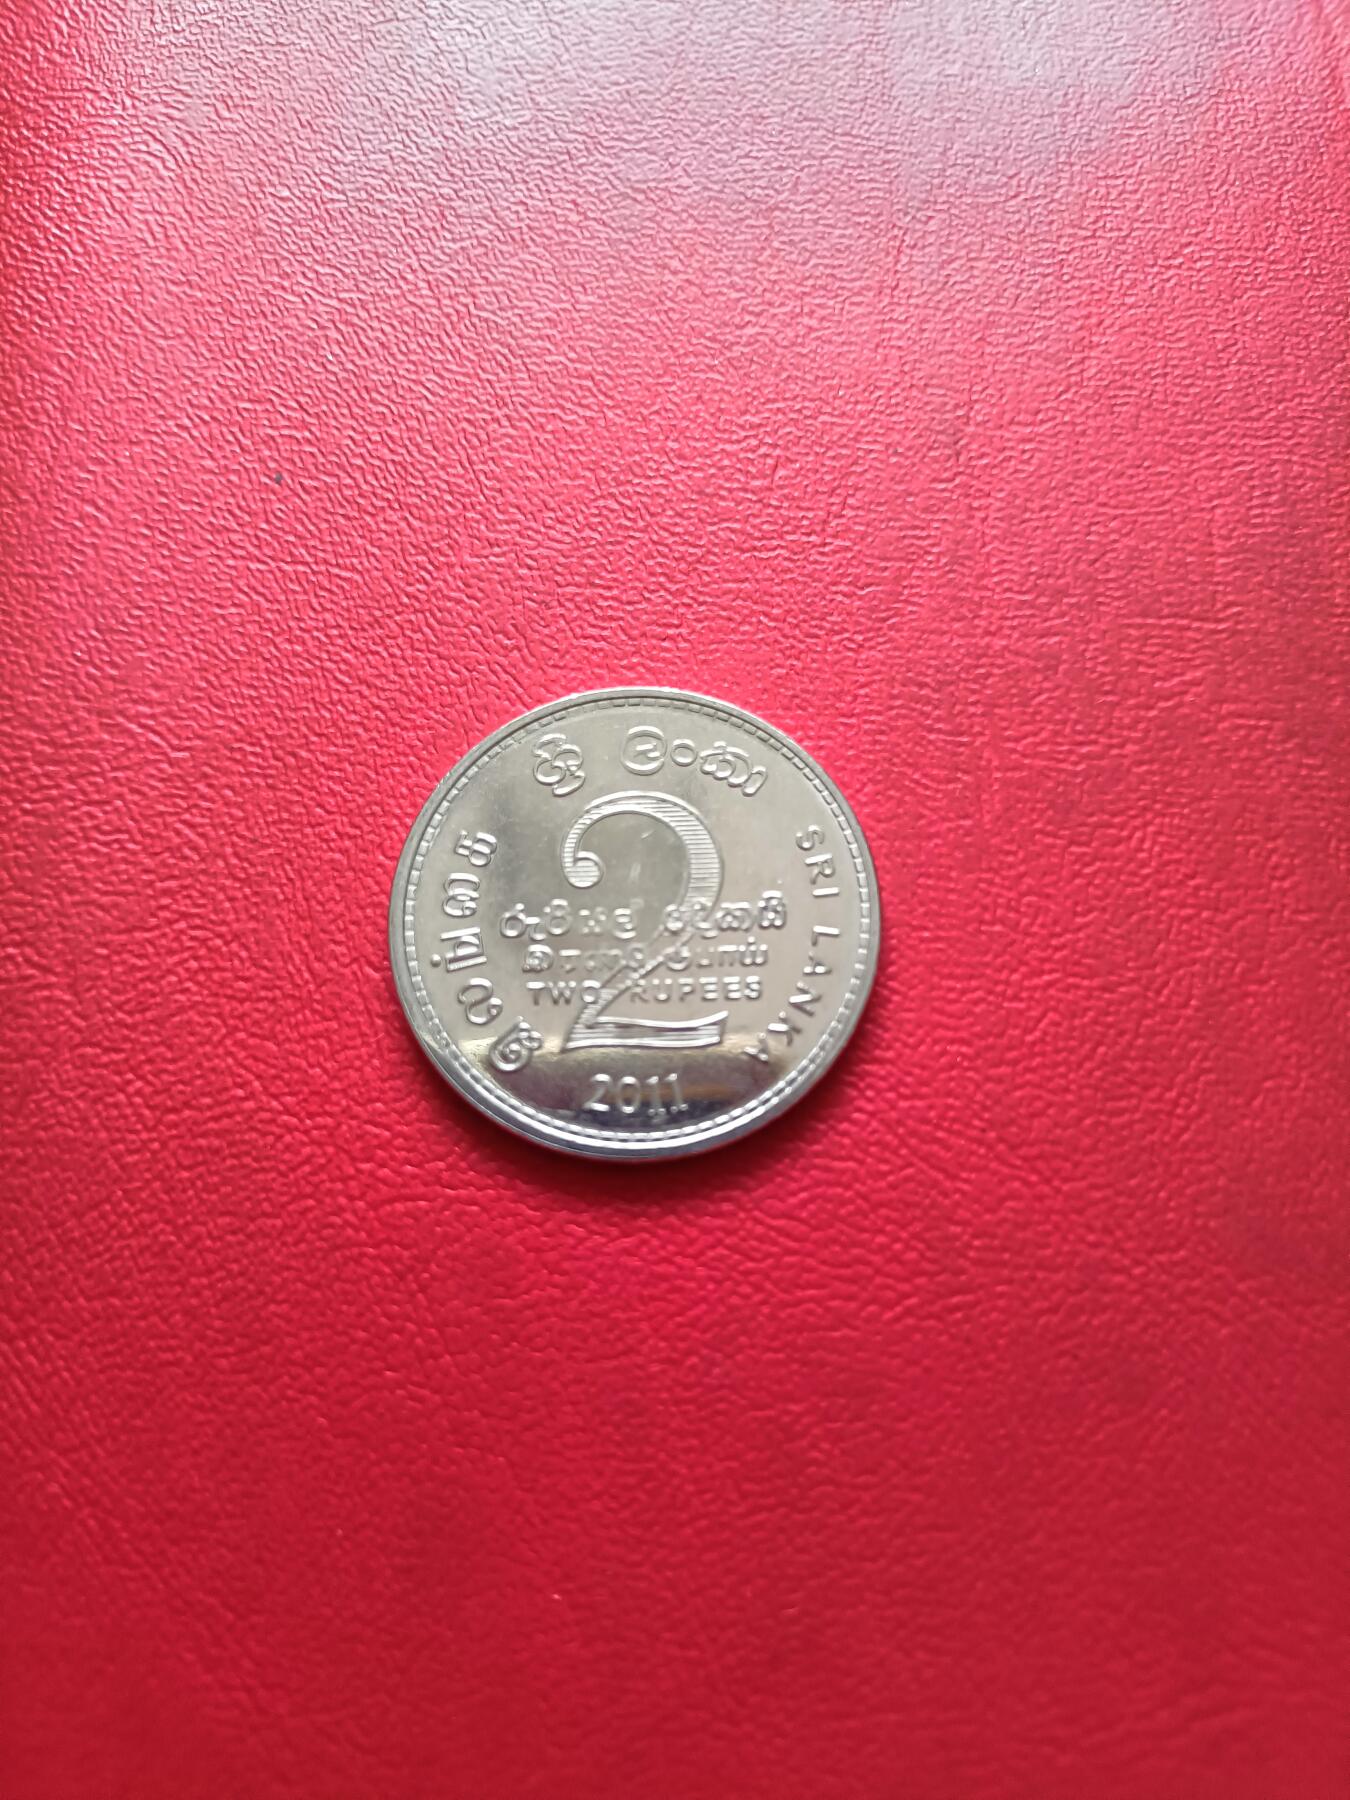 ශ්‍රී ලංකා
இலங்கை
SRI LANKA
2
රුපියල් දෙකයි
இரண்டு ரூபாய்
TWO RUPEES
2011